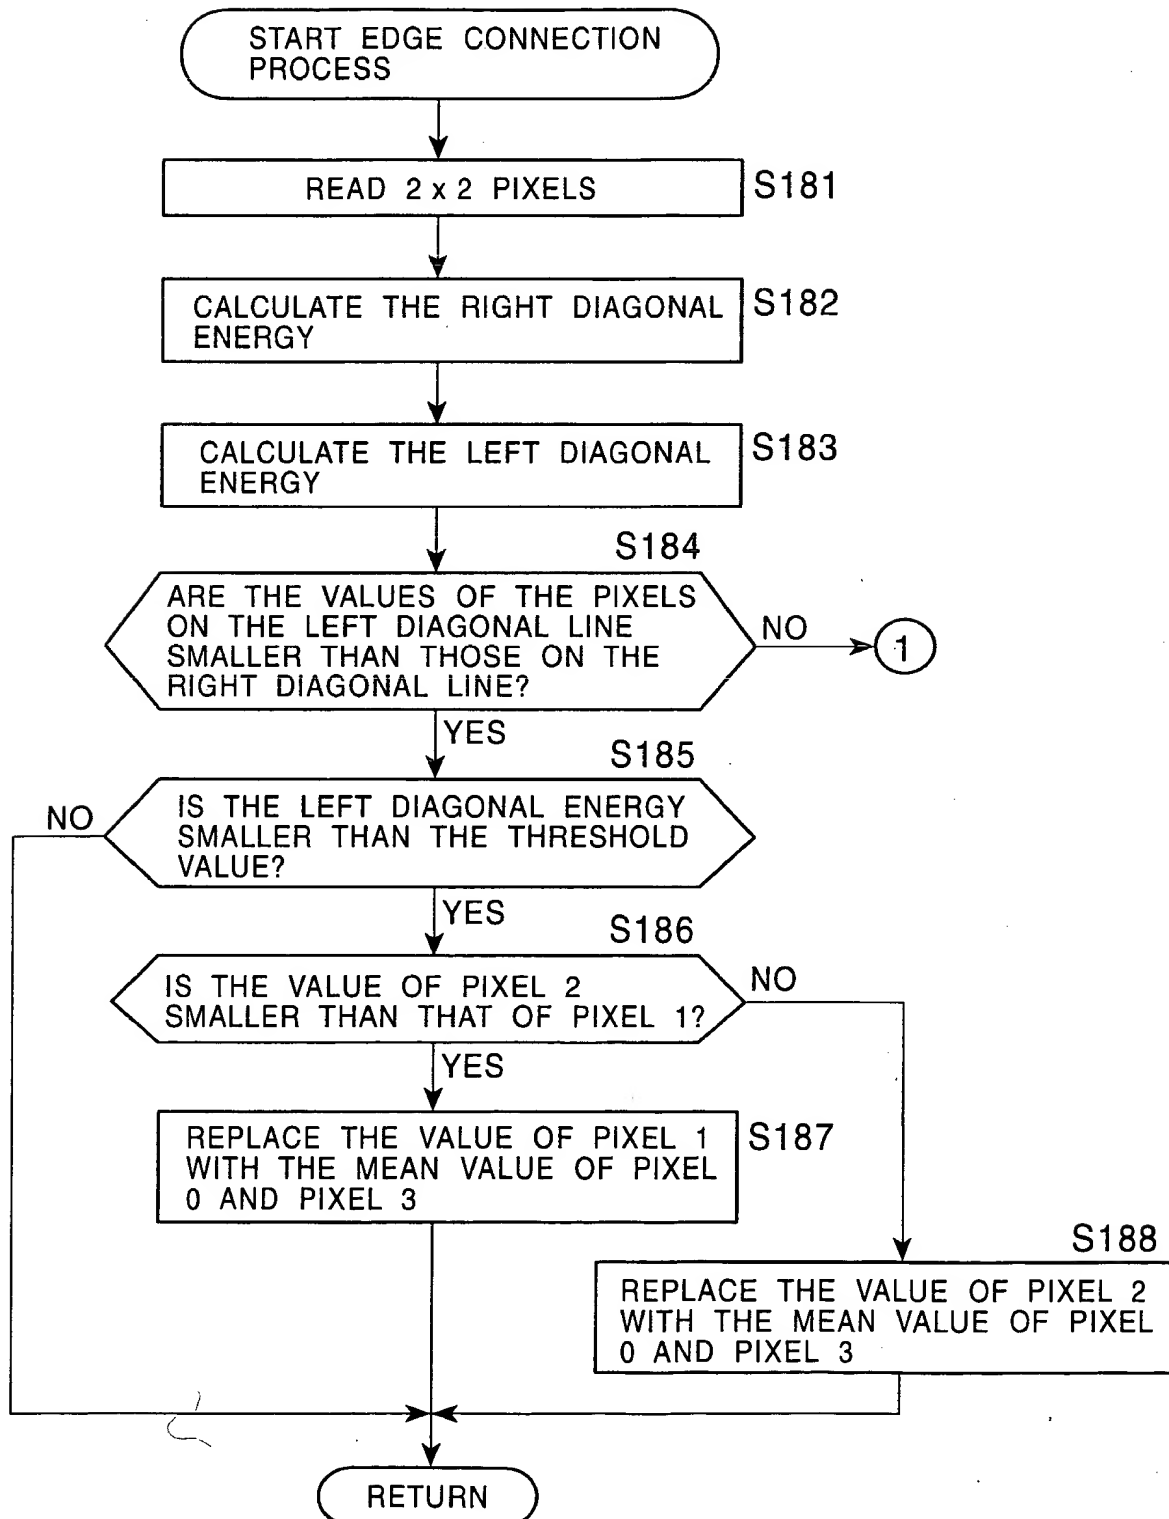 START EDGE CONNECTION
PROCESS
READ 2 x 2 PIXELS
S181
CALCULATE THE RIGHT DIAGONAL
ENERGY
S182
CALCULATE THE LEFT DIAGONAL
ENERGY
S183
S184
ARE THE VALUES OF THE PIXELS
ON THE LEFT DIAGONAL LINE
SMALLER THAN THOSE ON THE
RIGHT DIAGONAL LINE?
NO
1
YES
S185
NO
IS THE LEFT DIAGONAL ENERGY
SMALLER THAN THE THRESHOLD
VALUE?
YES
S186
IS THE VALUE OF PIXEL 2
SMALLER THAN THAT OF PIXEL 1?
NO
YES
REPLACE THE VALUE OF PIXEL 1
WITH THE MEAN VALUE OF PIXEL
0 AND PIXEL 3
S187
S188
REPLACE THE VALUE OF PIXEL 2
WITH THE MEAN VALUE OF PIXEL
0 AND PIXEL 3
RETURN